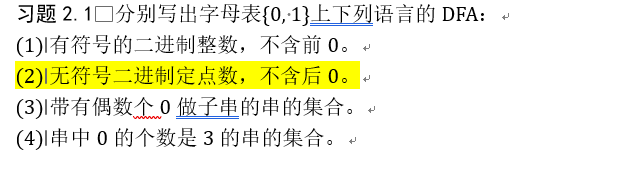 习题 2.1□分别写出字母表{0,·1}上下列语言的 DFA：
(1)有符号的二进制整数，不含前 0。
(2)无符号二进制定点数，不含后 0。
(3)带有偶数个 0 做子串的串的集合。
(4)串中 0 的个数是 3 的串的集合。